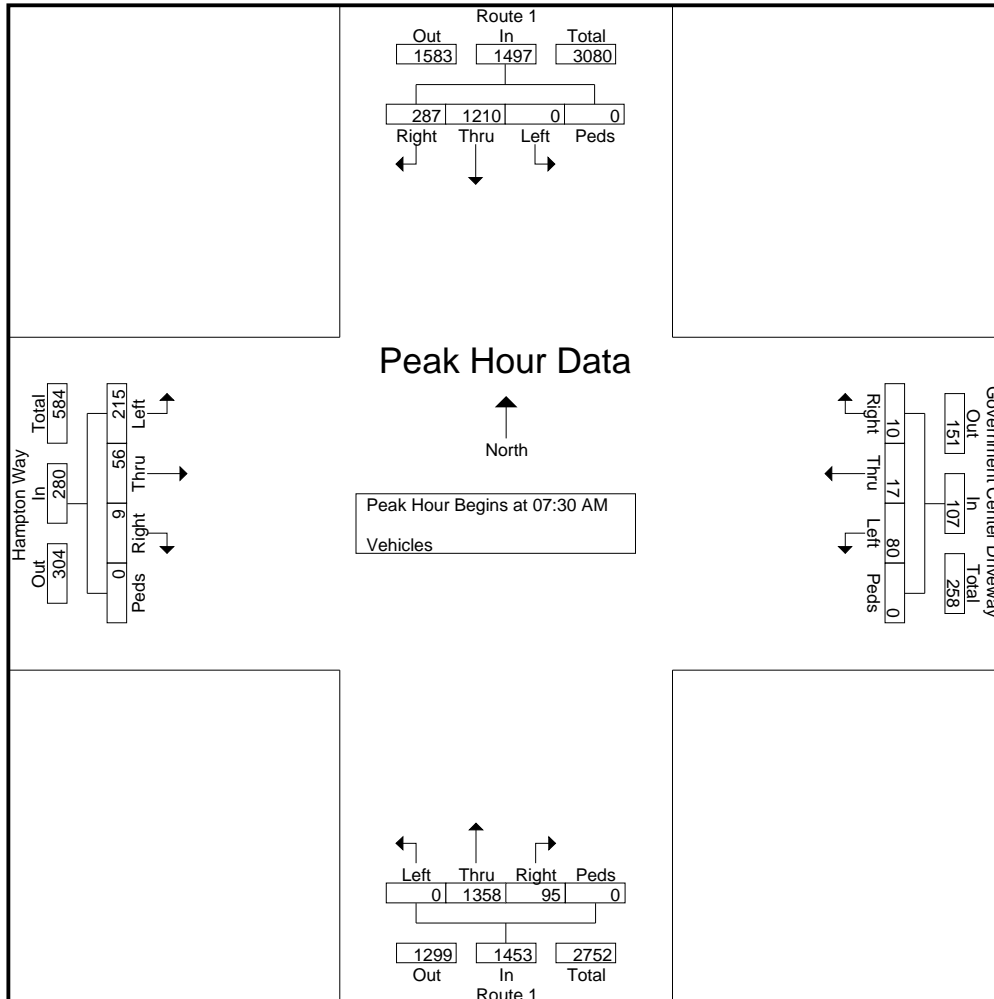 Route 1
Out In Total
1583 1497 3080
287 1210 0 0
Right Thru Left Peds
Peak Hour Data
North
Peak Hour Begins at 07:30 AM
Vehicles
Hampton Way
Total In Out
584 280 304
215 56 9 0
Left Thru Right Peds
Government Center Driveway
Out In Total
151 107 258
10 17 80 0
Right Thru Left Peds
Left Thru Right Peds
0 1358 95 0
1299 1453 2752
Out In Total
Route 1